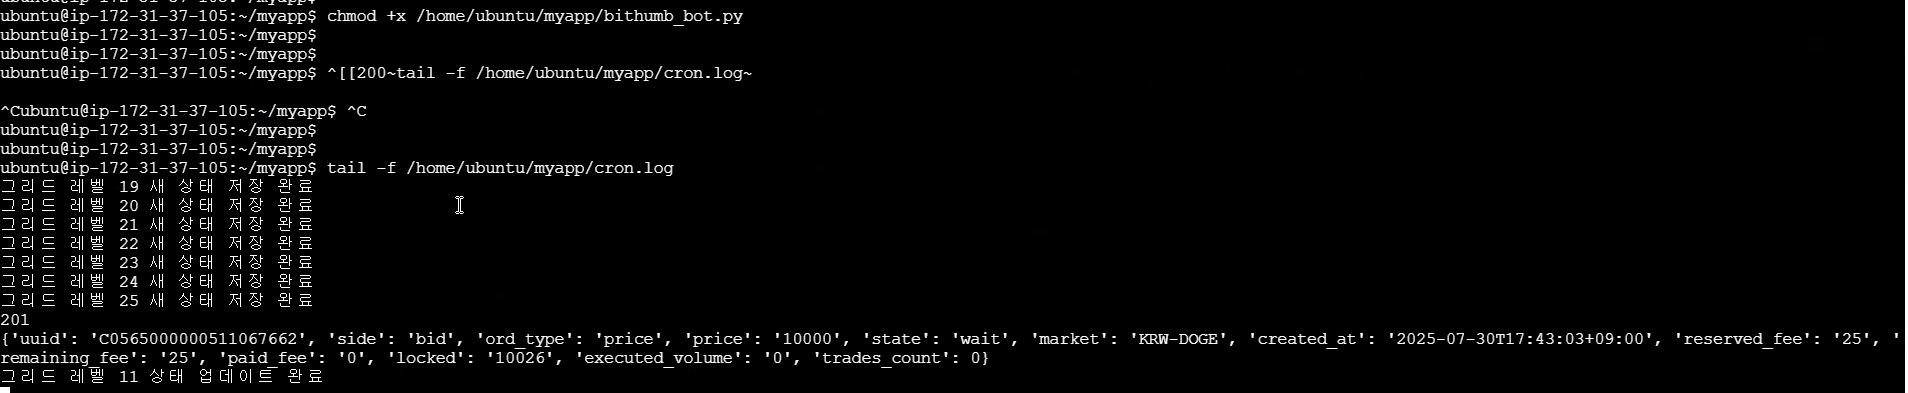 ubuntu@ip-172-31-37-105:~/myapp$ chmod +x /home/ubuntu/myapp/bithumb_bot.py
ubuntu@ip-172-31-37-105:~/myapp$
ubuntu@ip-172-31-37-105:~/myapp$
ubuntu@ip-172-31-37-105:~/myapp$ ^[[200~tail -f /home/ubuntu/myapp/cron.log~
^Cubuntu@ip-172-31-37-105:~/myapp$ ^C
ubuntu@ip-172-31-37-105:~/myapp$
ubuntu@ip-172-31-37-105:~/myapp$
ubuntu@ip-172-31-37-105:~/myapp$ tail -f /home/ubuntu/myapp/cron.log
그리드 레벨 19 새 상태 저장 완료
그리드 레벨 20 새 상태 저장 완료
그리드 레벨 21 새 상태 저장 완료
그리드 레벨 22 새 상태 저장 완료
그리드 레벨 23 새 상태 저장 완료
그리드 레벨 24 새 상태 저장 완료
그리드 레벨 25 새 상태 저장 완료
201
{'uuid': 'C0565000000511067662', 'side': 'bid', 'ord_type': 'price', 'price': '10000', 'state': 'wait', 'market': 'KRW-DOGE', 'created_at': '2025-07-30T17:43:03+09:00', 'reserved_fee': '25', '
remaining_fee': '25', 'paid_fee': '0', 'locked': '10026', 'executed_volume': '0', 'trades_count': 0}
그리드 레벨 11 상태 업데이트 완료